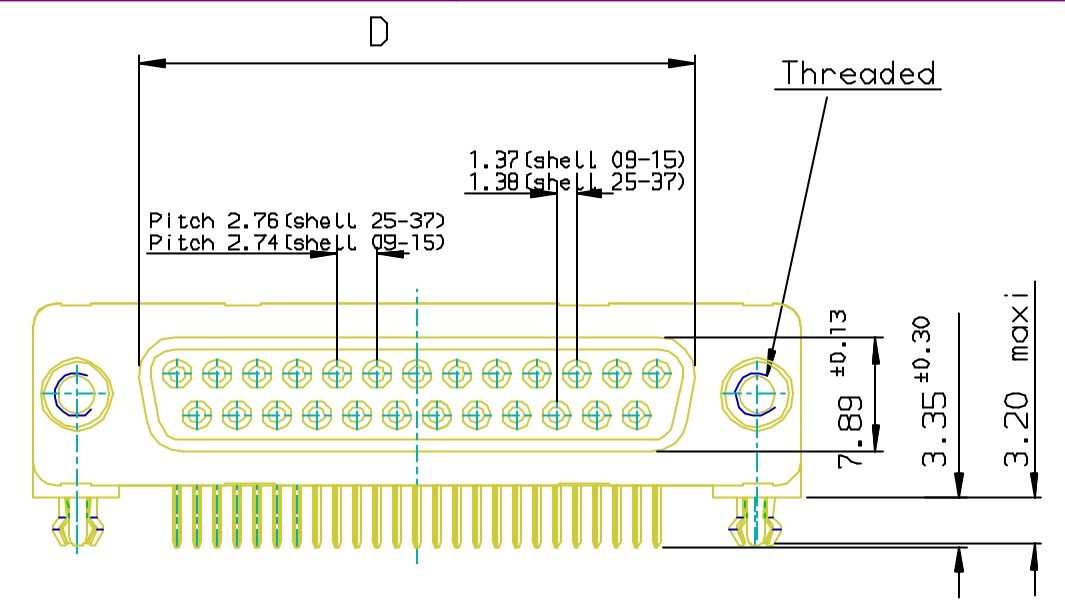 D
Threaded
1.37(shell 09-15)
1.38(shell 25-37)
Pitch 2.76(shell 25-37)
Pitch 2.74(shell 09-15)
7.89 ±0.13
3.35 ±0.30
3.20 maxi